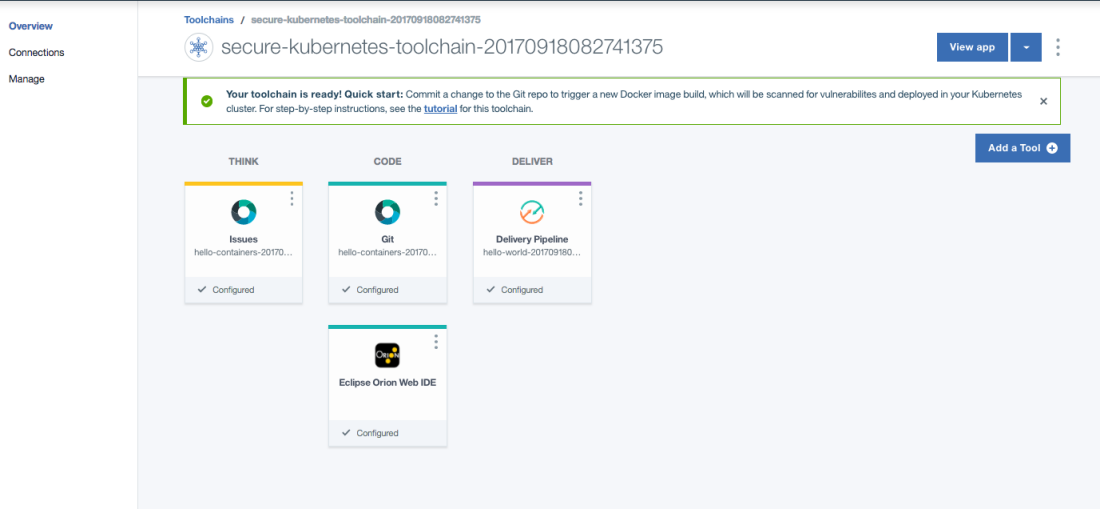 Overview
Connections
Manage
Toolchains / secure-kubernetes-toolchain-20170918082741375
secure-kubernetes-toolchain-20170918082741375
View app
Your toolchain is ready! Quick start: Commit a change to the Git repo to trigger a new Docker image build, which will be scanned for vulnerabilites and deployed in your Kubernetes
cluster. For step-by-step instructions, see the tutorial for this toolchain.
Add a Tool
THINK CODE DELIVER
Issues
hello-containers-20170...
Configured
Git
hello-containers-20170...
Configured
Delivery Pipeline
hello-world-201709180...
Configured
ORION
Eclipse Orion Web IDE
Configured